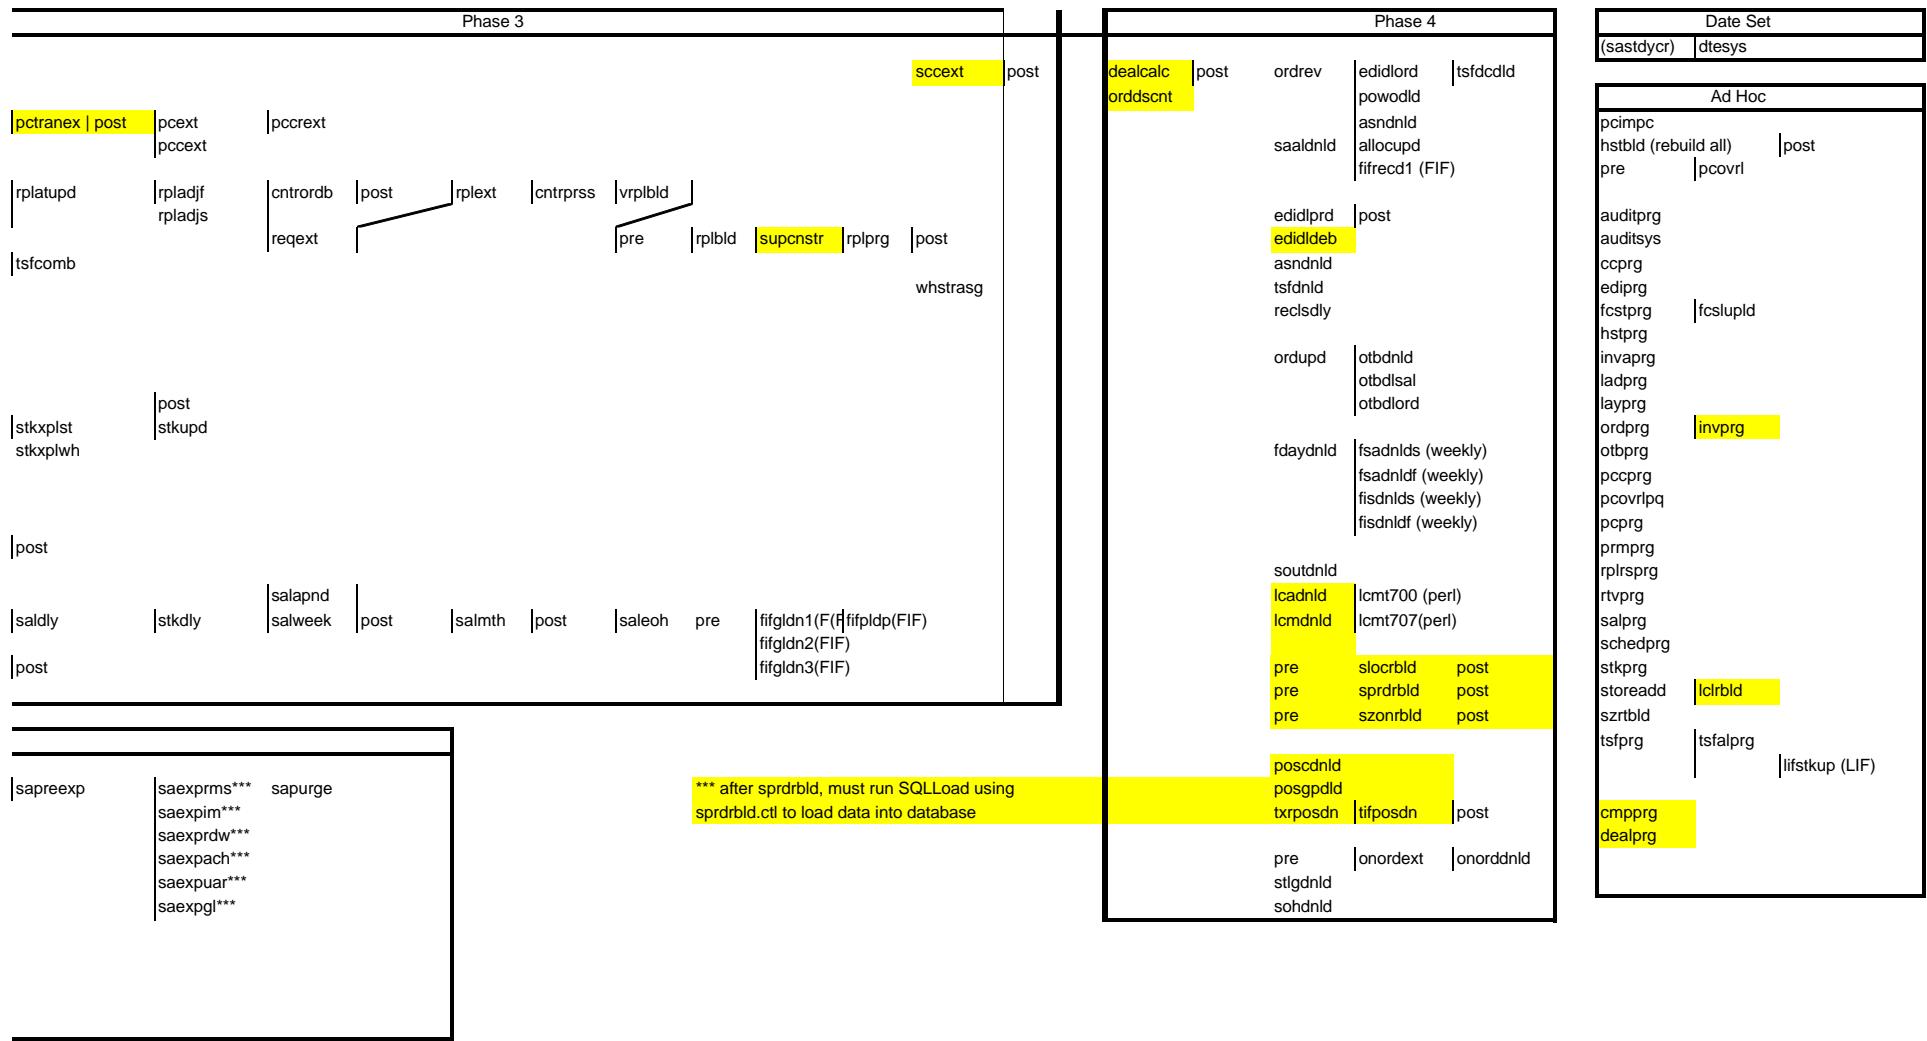 Phase 3
Phase 4
Date Set
(sastdycr) dtesys
sccext post dealcalc post ordrev edidlord tsfdcdld
orddscnt powodld Ad Hoc
pctranex | post pcext pccrext asndnld pcimpc
pccext saaldnld allocupd hstbld (rebuild all) post
fifrecd1 (FIF) pre pcovrl
rplatupd rpladjf cntrordb post rplext cntrprss vrplbld
rpladjs edidlprd post auditprg
reqext pre rplbld supcnstr rplprg post edidldeb auditsys
tsfcomb asndnld ccprg
whstrasg tsfdnld ediprg
reclsdly fcstprg fcslupld
hstprg
ordupd otbdnld invaprg
otbdlsal ladprg
post otbdlord layprg
stkxplst stkupd ordprg invprg
stkxplwh fdaydnld fsadnlds (weekly) otbprg
fsadnldf (weekly) pccprg
fisdnlds (weekly) pcovrlpq
fisdnldf (weekly) pcprg
post prmprg
soutdnld rplrsprg
salapnd lcadnld lcmt700 (perl) rtvprg
saldly stkdly salweek post salmth post saleoh pre fifgldn1(F(F fifpldp(FIF) lcmdnld lcmt707(perl) salprg
fifgldn2(FIF) schedprg
post fifgldn3(FIF) pre slocrbld post stkprg
pre sprdrbld post storeadd lclrbld
pre szonrbld post szrtbld
tsfprg tsfalprg
poscdnld lifstkup (LIF)
sapreexp saexprms*** sapurge *** after sprdrbld, must run SQLLoad using posgpdld
saexpim*** sprdrbld.ctl to load data into database txrposdn tifposdn post cmpprg
saexprdw*** dealprg
saexpach*** pre onordext onorddnld
saexpuar*** stlgdnld
saexpgl*** sohdnld